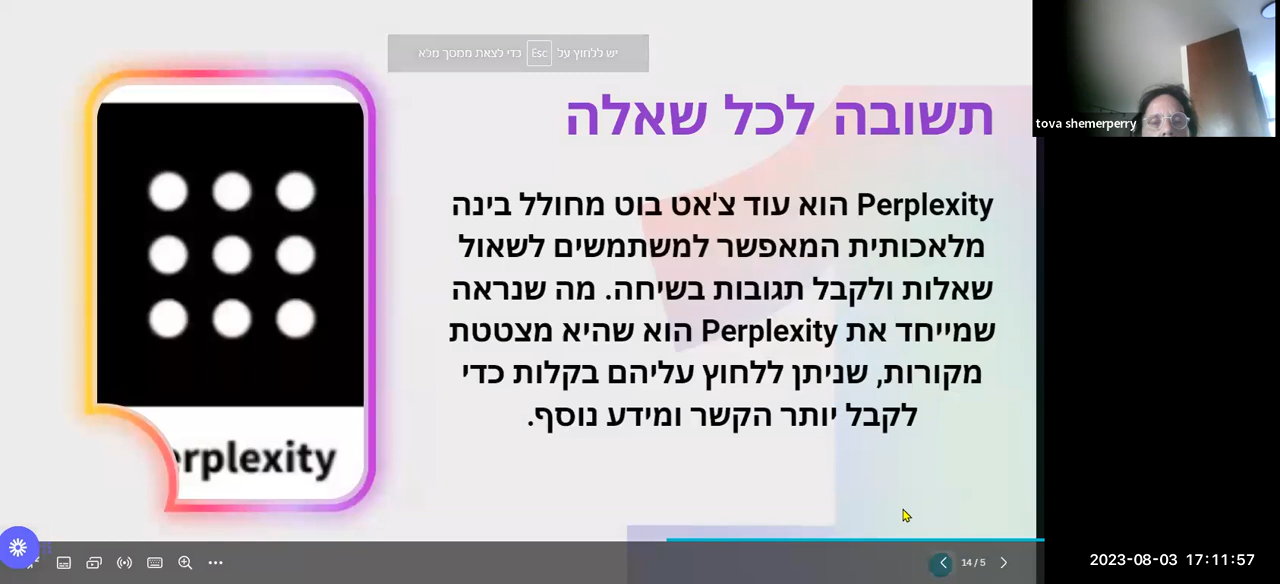 יש ללחוץ על Esc כדי לצאת ממסך מלא
tova shemerperry
תשובה לכל שאלה
Perplexity הוא עוד צ'אט בוט מחולל בינה
מלאכותית המאפשר למשתמשים לשאול
שאלות ולקבל תגובות בשיחה. מה שנראה
שמייחד את Perplexity הוא שהיא מצטטת
מקורות, שניתן ללחוץ עליהם בקלות כדי
לקבל יותר הקשר ומידע נוסף.
erplexity
14 / 5
2023-08-03 17:11:57